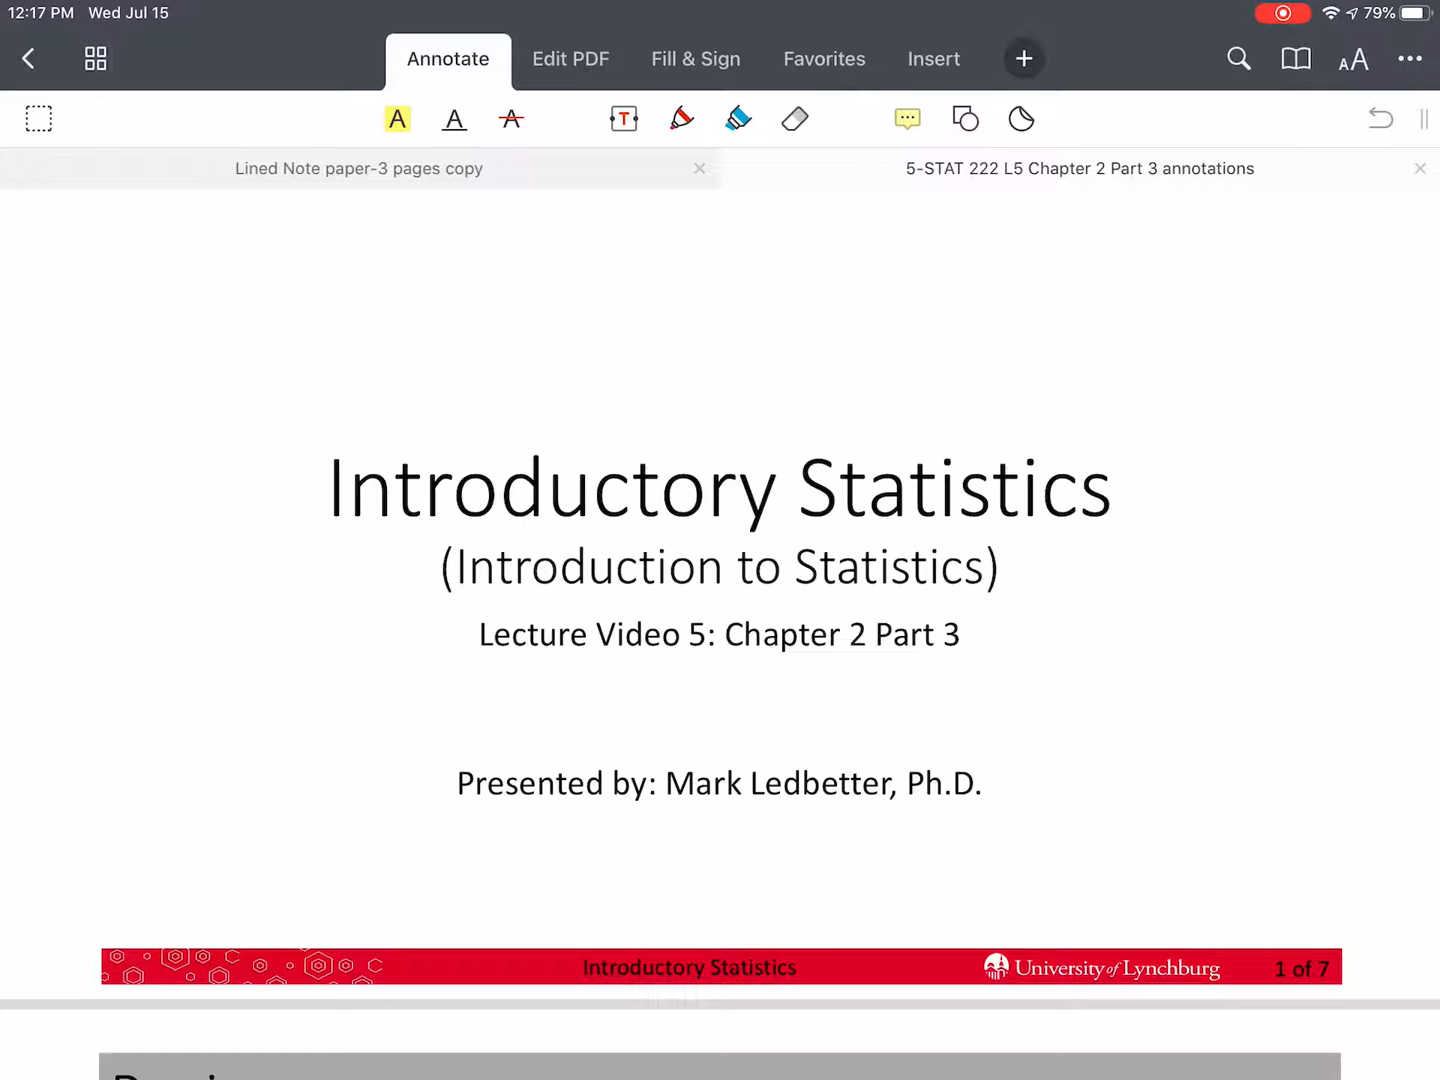 12:17 PM Wed Jul 15
79%
Annotate Edit PDF Fill & Sign Favorites Insert
AA
A A A T
Lined Note paper-3 pages copy
5-STAT 222 L5 Chapter 2 Part 3 annotations
Introductory Statistics
(Introduction to Statistics)
Lecture Video 5: Chapter 2 Part 3
Presented by: Mark Ledbetter, Ph.D.
Introductory Statistics
University of Lynchburg
1 of 7